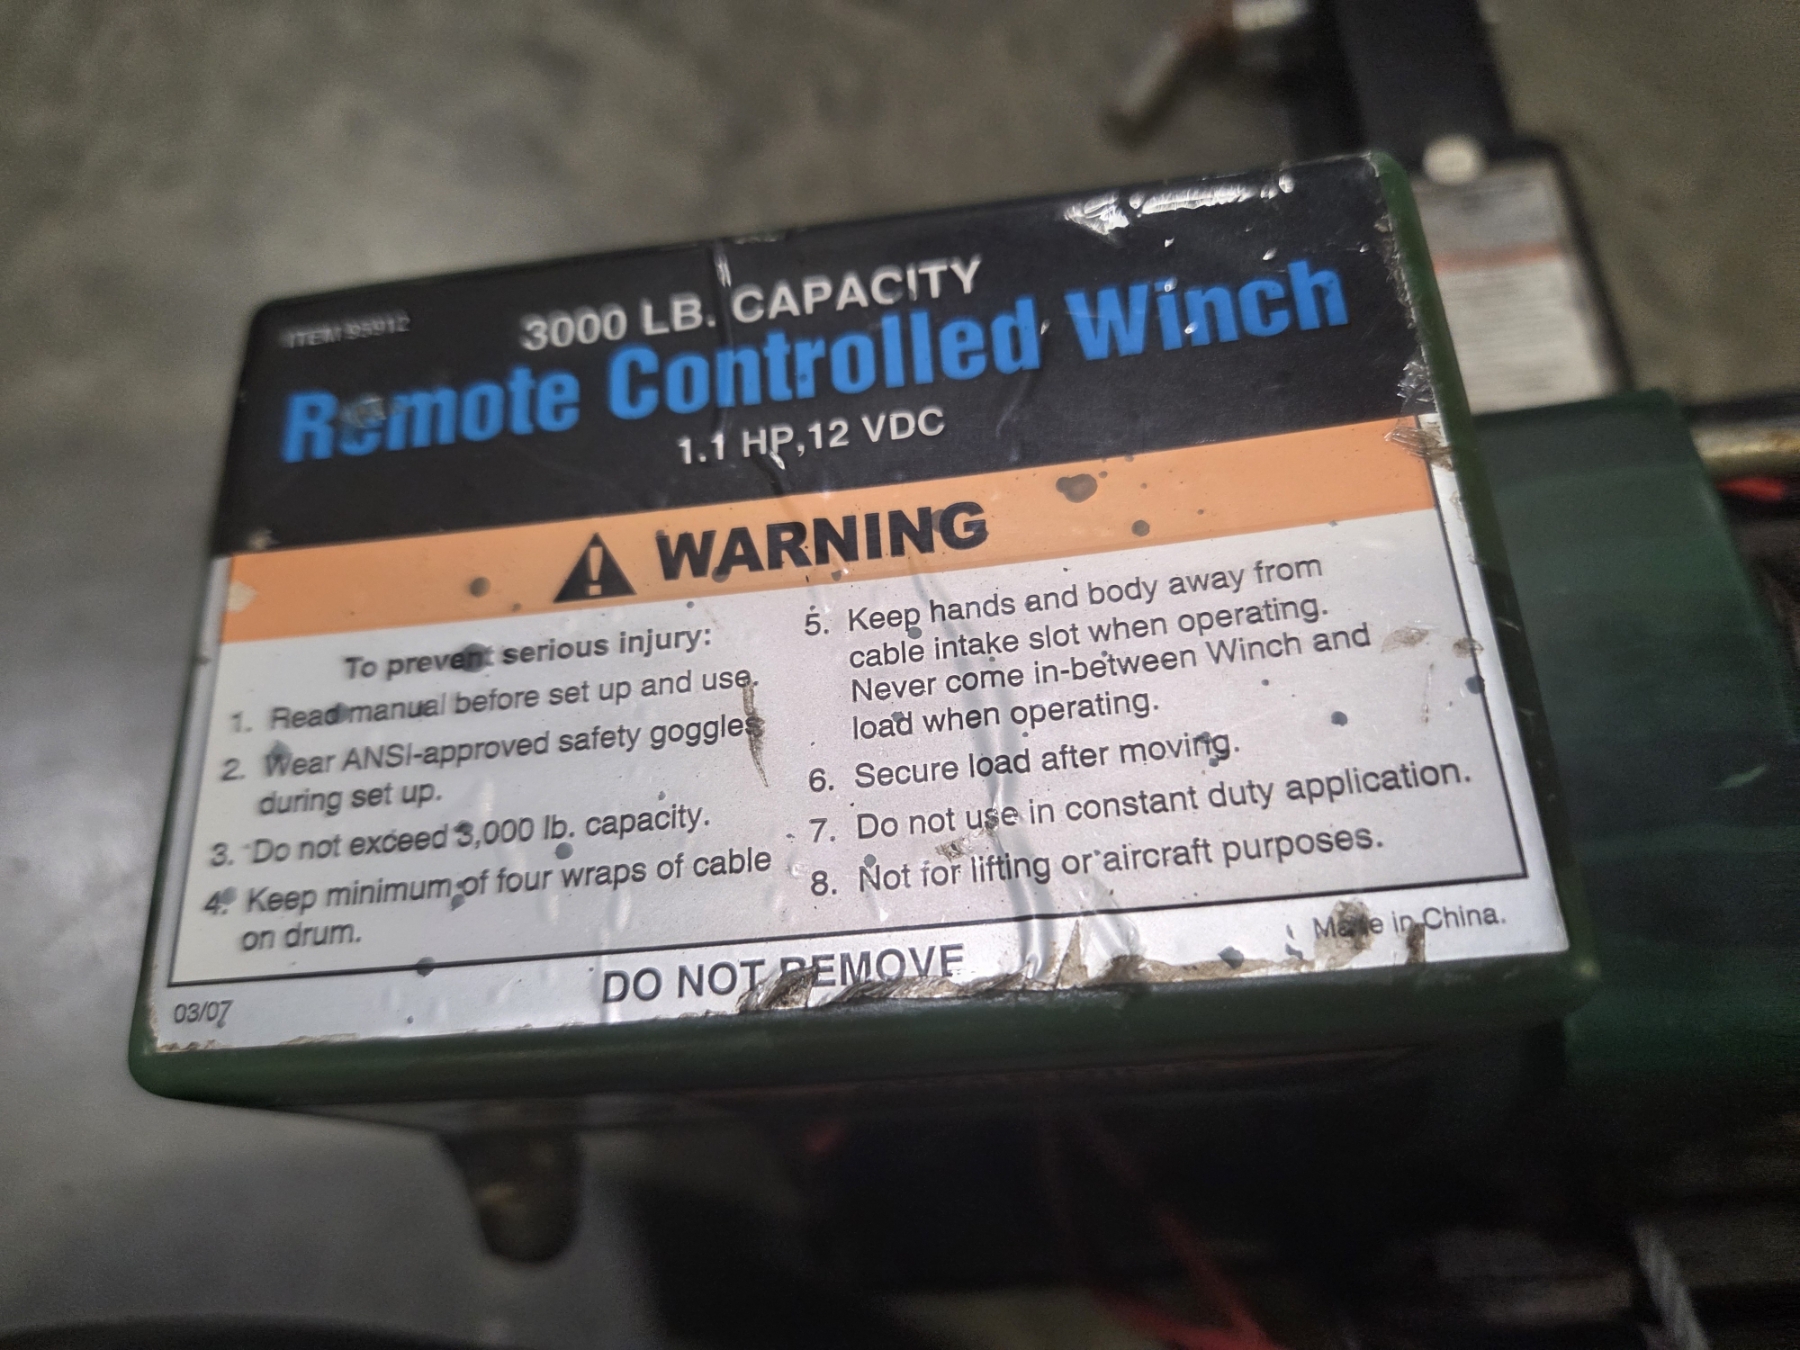 ITEM 95912
3000 LB. CAPACITY
Remote Controlled Winch
1.1 HP,12 VDC
WARNING
To prevent serious injury:
1. Read manual before set up and use.
2. Wear ANSI-approved safety goggles
during set up.
3. Do not exceed 3,000 lb. capacity.
4. Keep minimum of four wraps of cable
on drum.
5. Keep hands and body away from
cable intake slot when operating.
Never come in-between Winch and
load when operating.
6. Secure load after moving.
7. Do not use in constant duty application.
8. Not for lifting or aircraft purposes.
DO NOT REMOVE
Made in China.
03/07